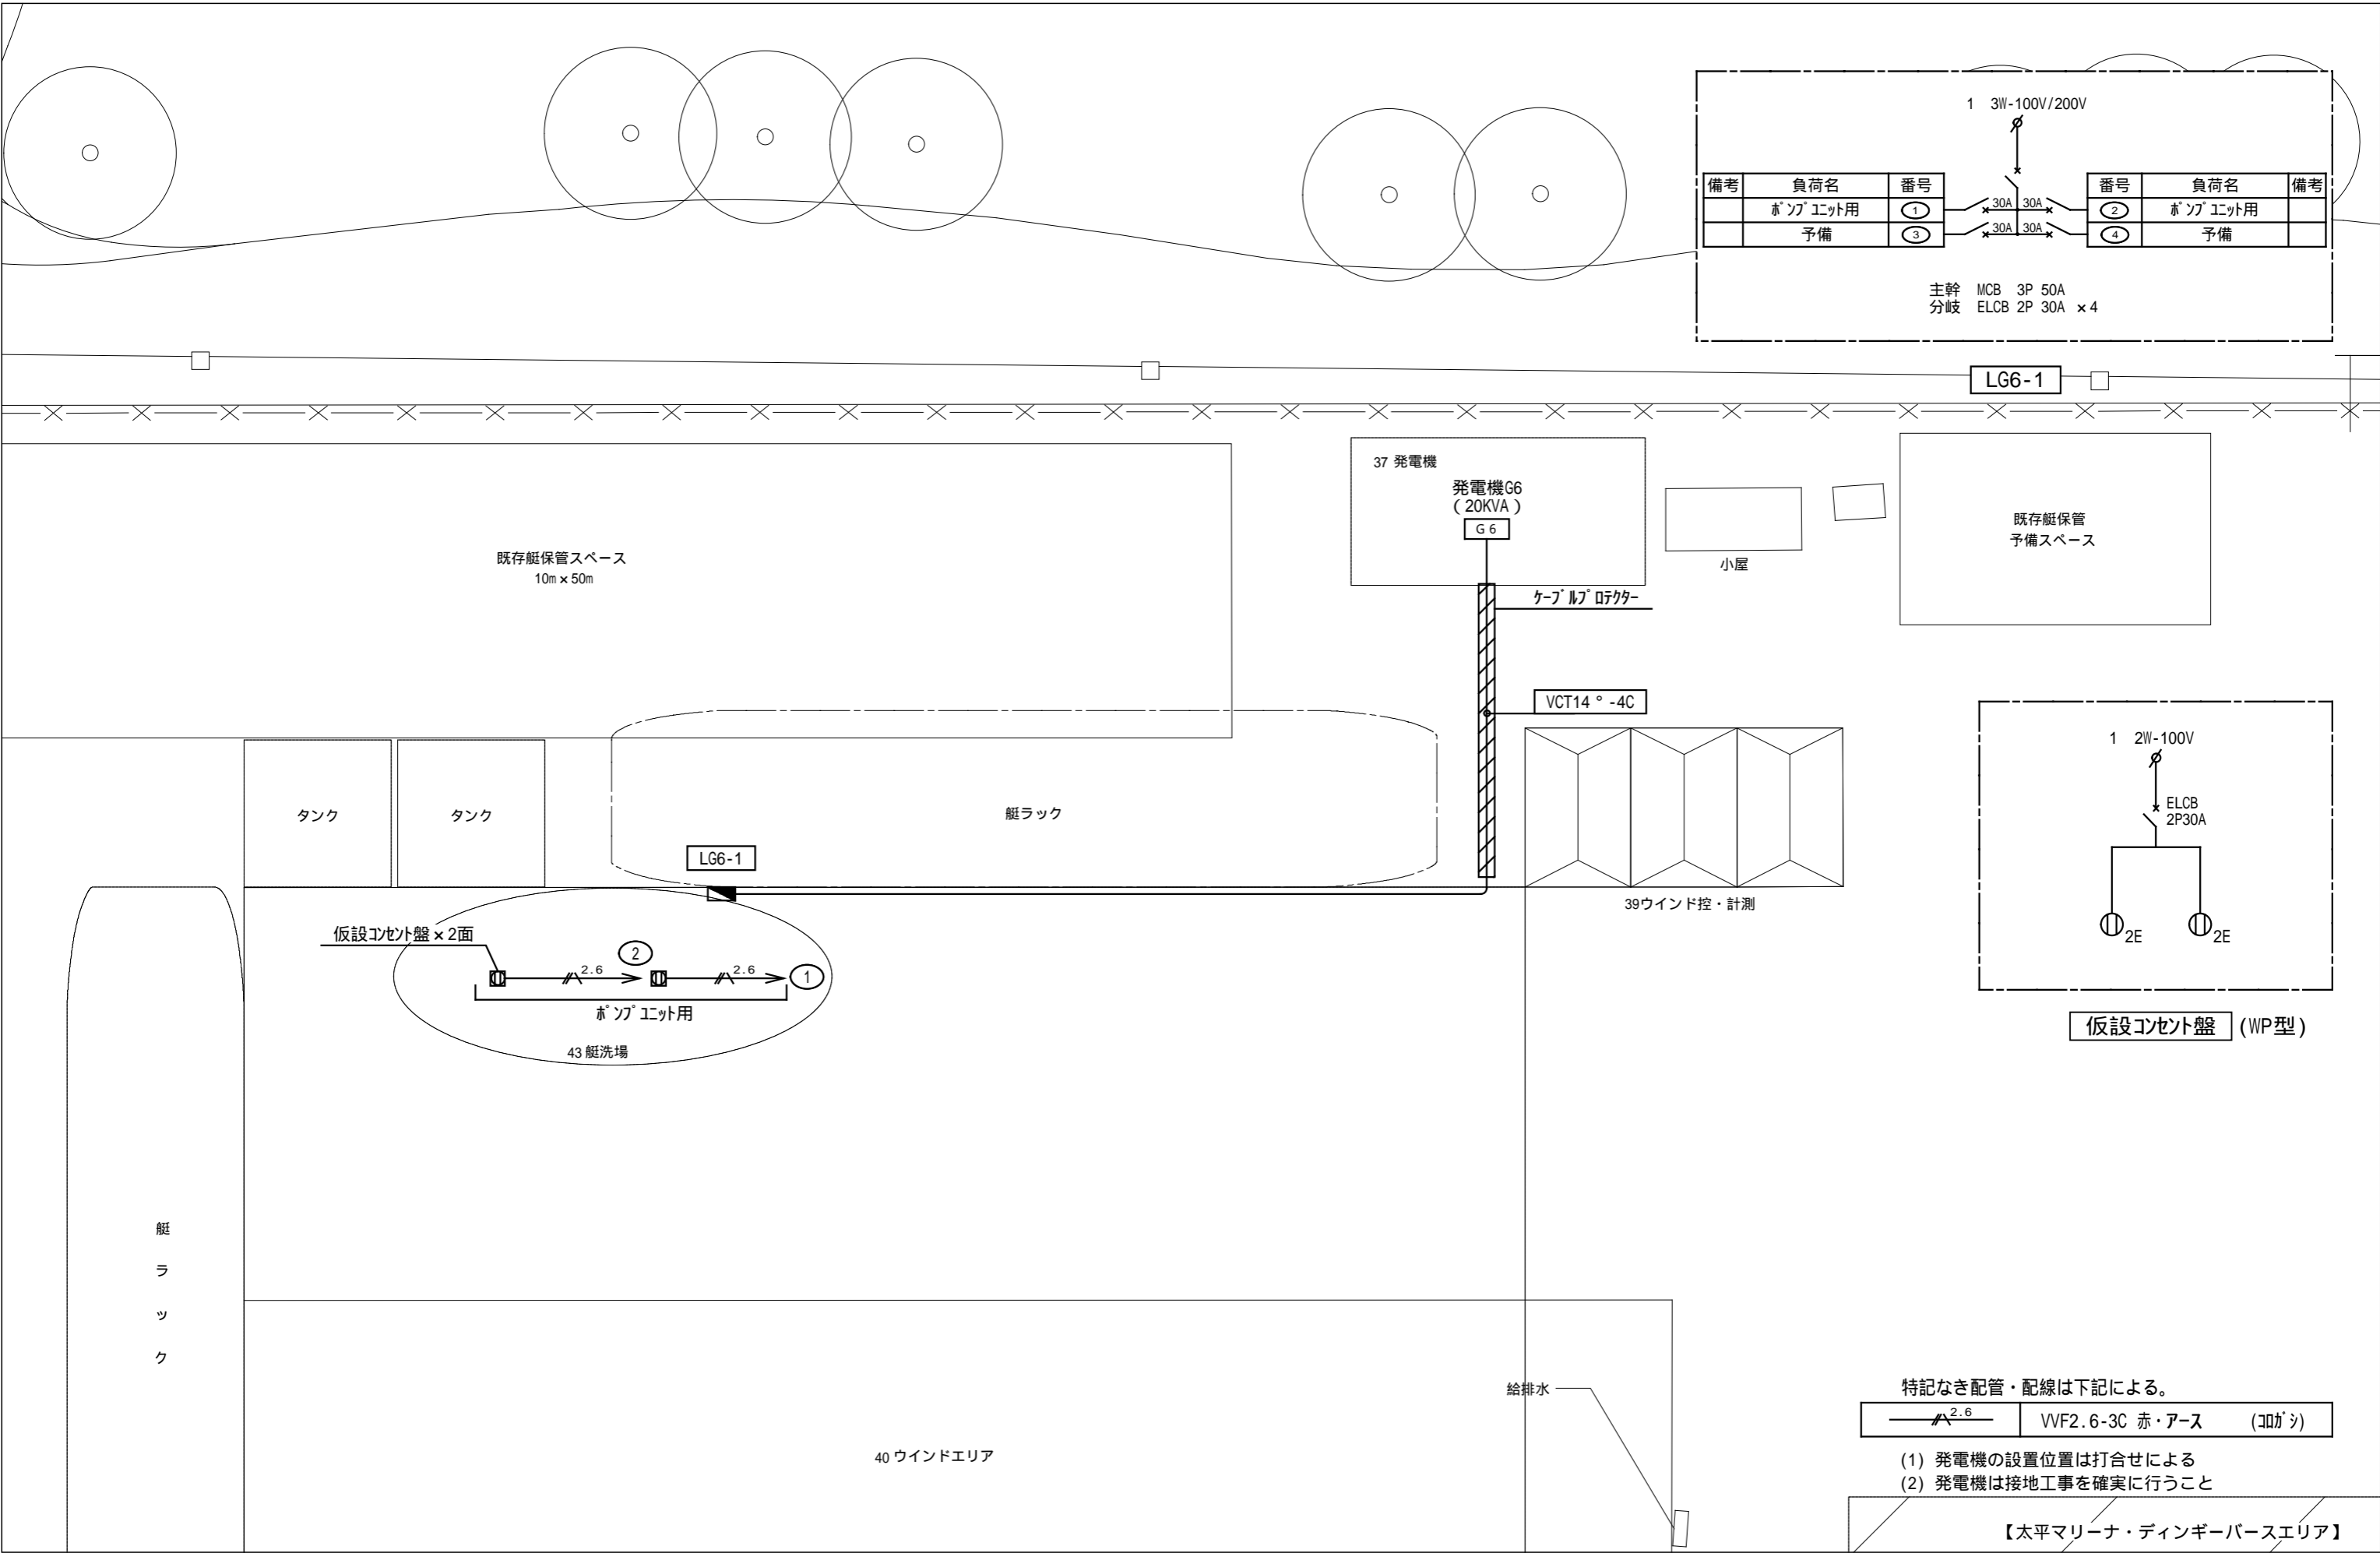 1 3W-100V/200V
備考 負荷名 番号 番号 負荷名 備考
ポンプユニット用 1 30A 30A 2 ポンプユニット用
予備 3 30A 30A 4 予備
主幹 MCB 3P 50A
分岐 ELCB 2P 30A ×4
LG6-1
37 発電機
発電機G6
(20KVA)
G6
ケーブルプロテクター
小屋
既存艇保管
予備スペース
既存艇保管スペース
10m×50m
VCT14°-4C
タンク
タンク
艇ラック
LG6-1
39ウインド控・計測
1 2W-100V
ELCB
2P30A
2E
2E
仮設コンセント盤 (WP型)
仮設コンセント盤×2面
2
2.6
2.6
1
ポンプユニット用
43 艇洗場
艇ラック
40 ウインドエリア
給排水
特記なき配管・配線は下記による。
2.6 VVF2.6-3C 赤・アース (コロガシ)
(1) 発電機の設置位置は打合せによる
(2) 発電機は接地工事を確実に行うこと
【太平マリーナ・ディンギーバースエリア】